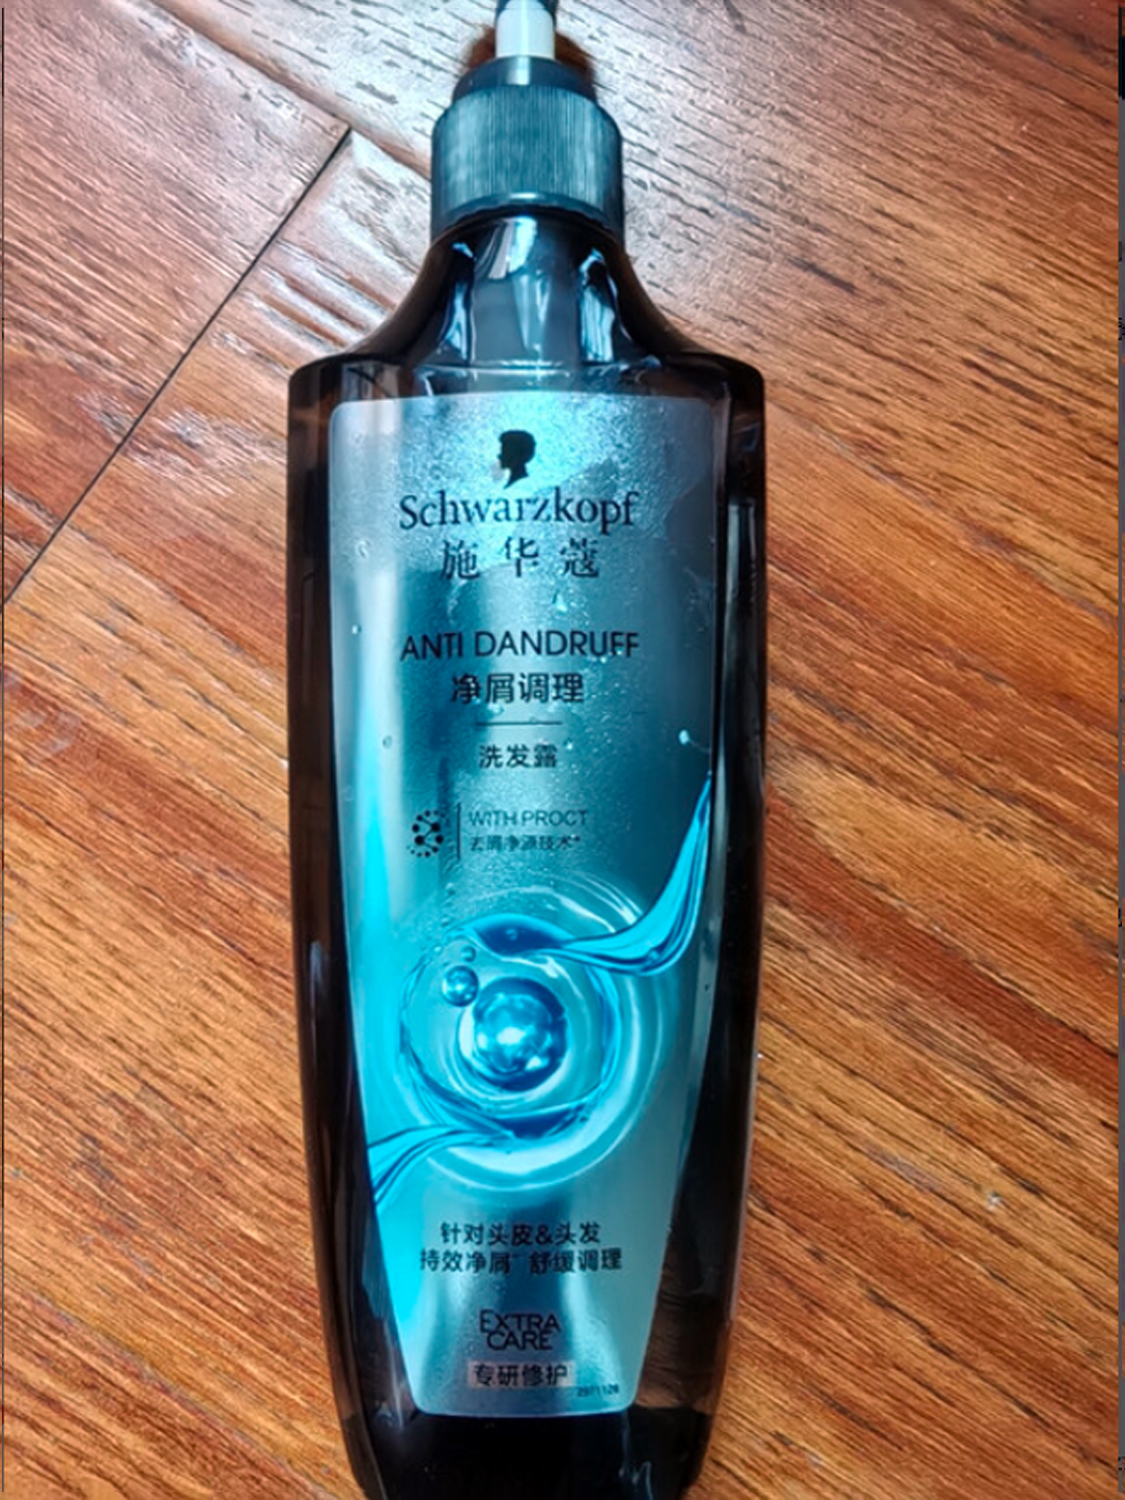 Schwarzkopf
施华蔻
ANTI DANDRUFF
净屑调理
洗发露
WITH PROCT
去屑净源技术*
针对头皮&头发
持效净屑* 舒缓调理
EXTRA
CARE
专研修护